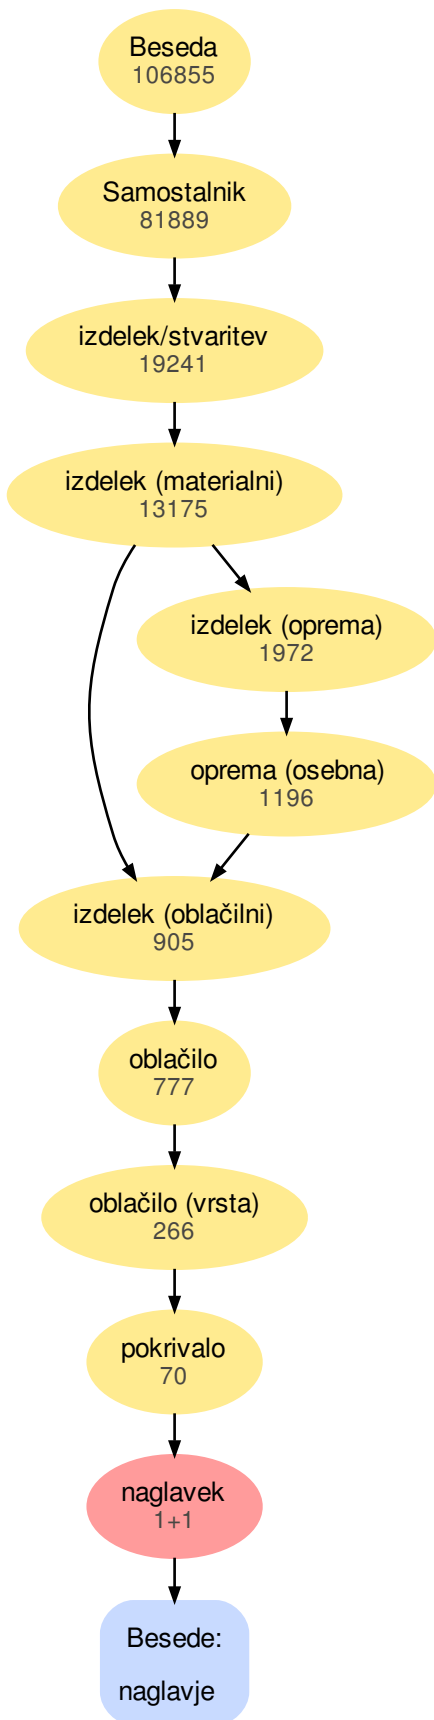 Beseda
106855
Samostalnik
81889
izdelek/stvaritev
19241
izdelek (materialni)
13175
izdelek (oprema)
1972
oprema (osebna)
1196
izdelek (oblačilni)
905
oblačilo
777
oblačilo (vrsta)
266
pokrivalo
70
naglavek
1+1
Besede:
naglavje